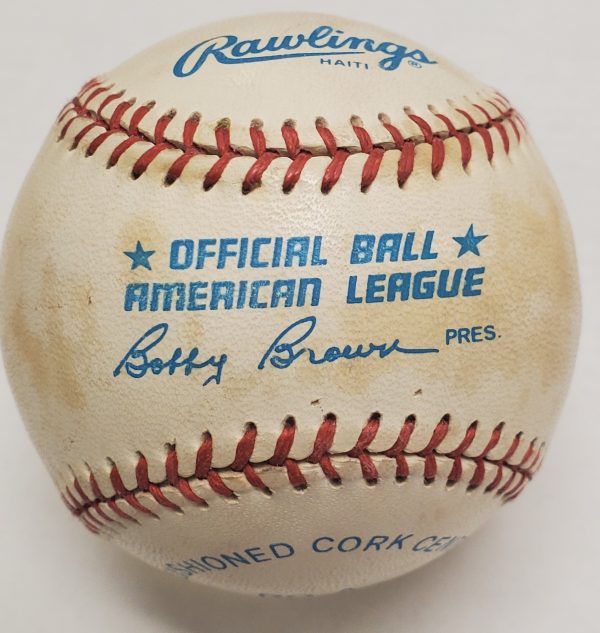 Rawlings ®
HAITI
★ OFFICIAL BALL ★
AMERICAN LEAGUE
Bobby Brown PRES.
SHIONED CORK CEN